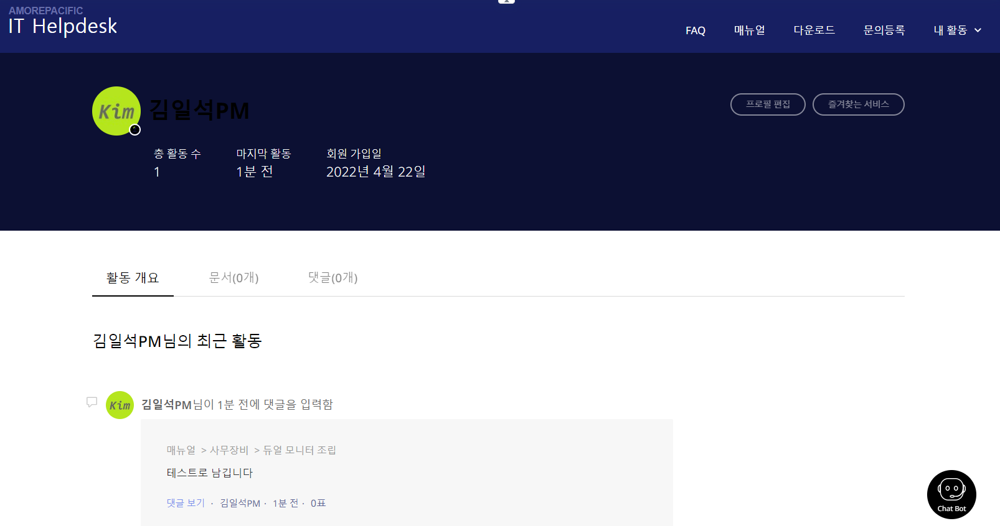 AMOREPACIFIC
IT Helpdesk
FAQ 매뉴얼 다운로드 문의등록 내 활동
Kim 김일석PM
프로필 편집 즐겨찾는 서비스
총 활동 수 마지막 활동 회원 가입일
1 1분 전 2022년 4월 22일
활동 개요 문서(0개) 댓글(0개)
김일석PM님의 최근 활동
Kim 김일석PM님이 1분 전에 댓글을 입력함
매뉴얼 > 사무장비 > 듀얼 모니터 조립
테스트로 남깁니다
댓글 보기 · 김일석PM · 1분 전 · 0표
Chat Bot